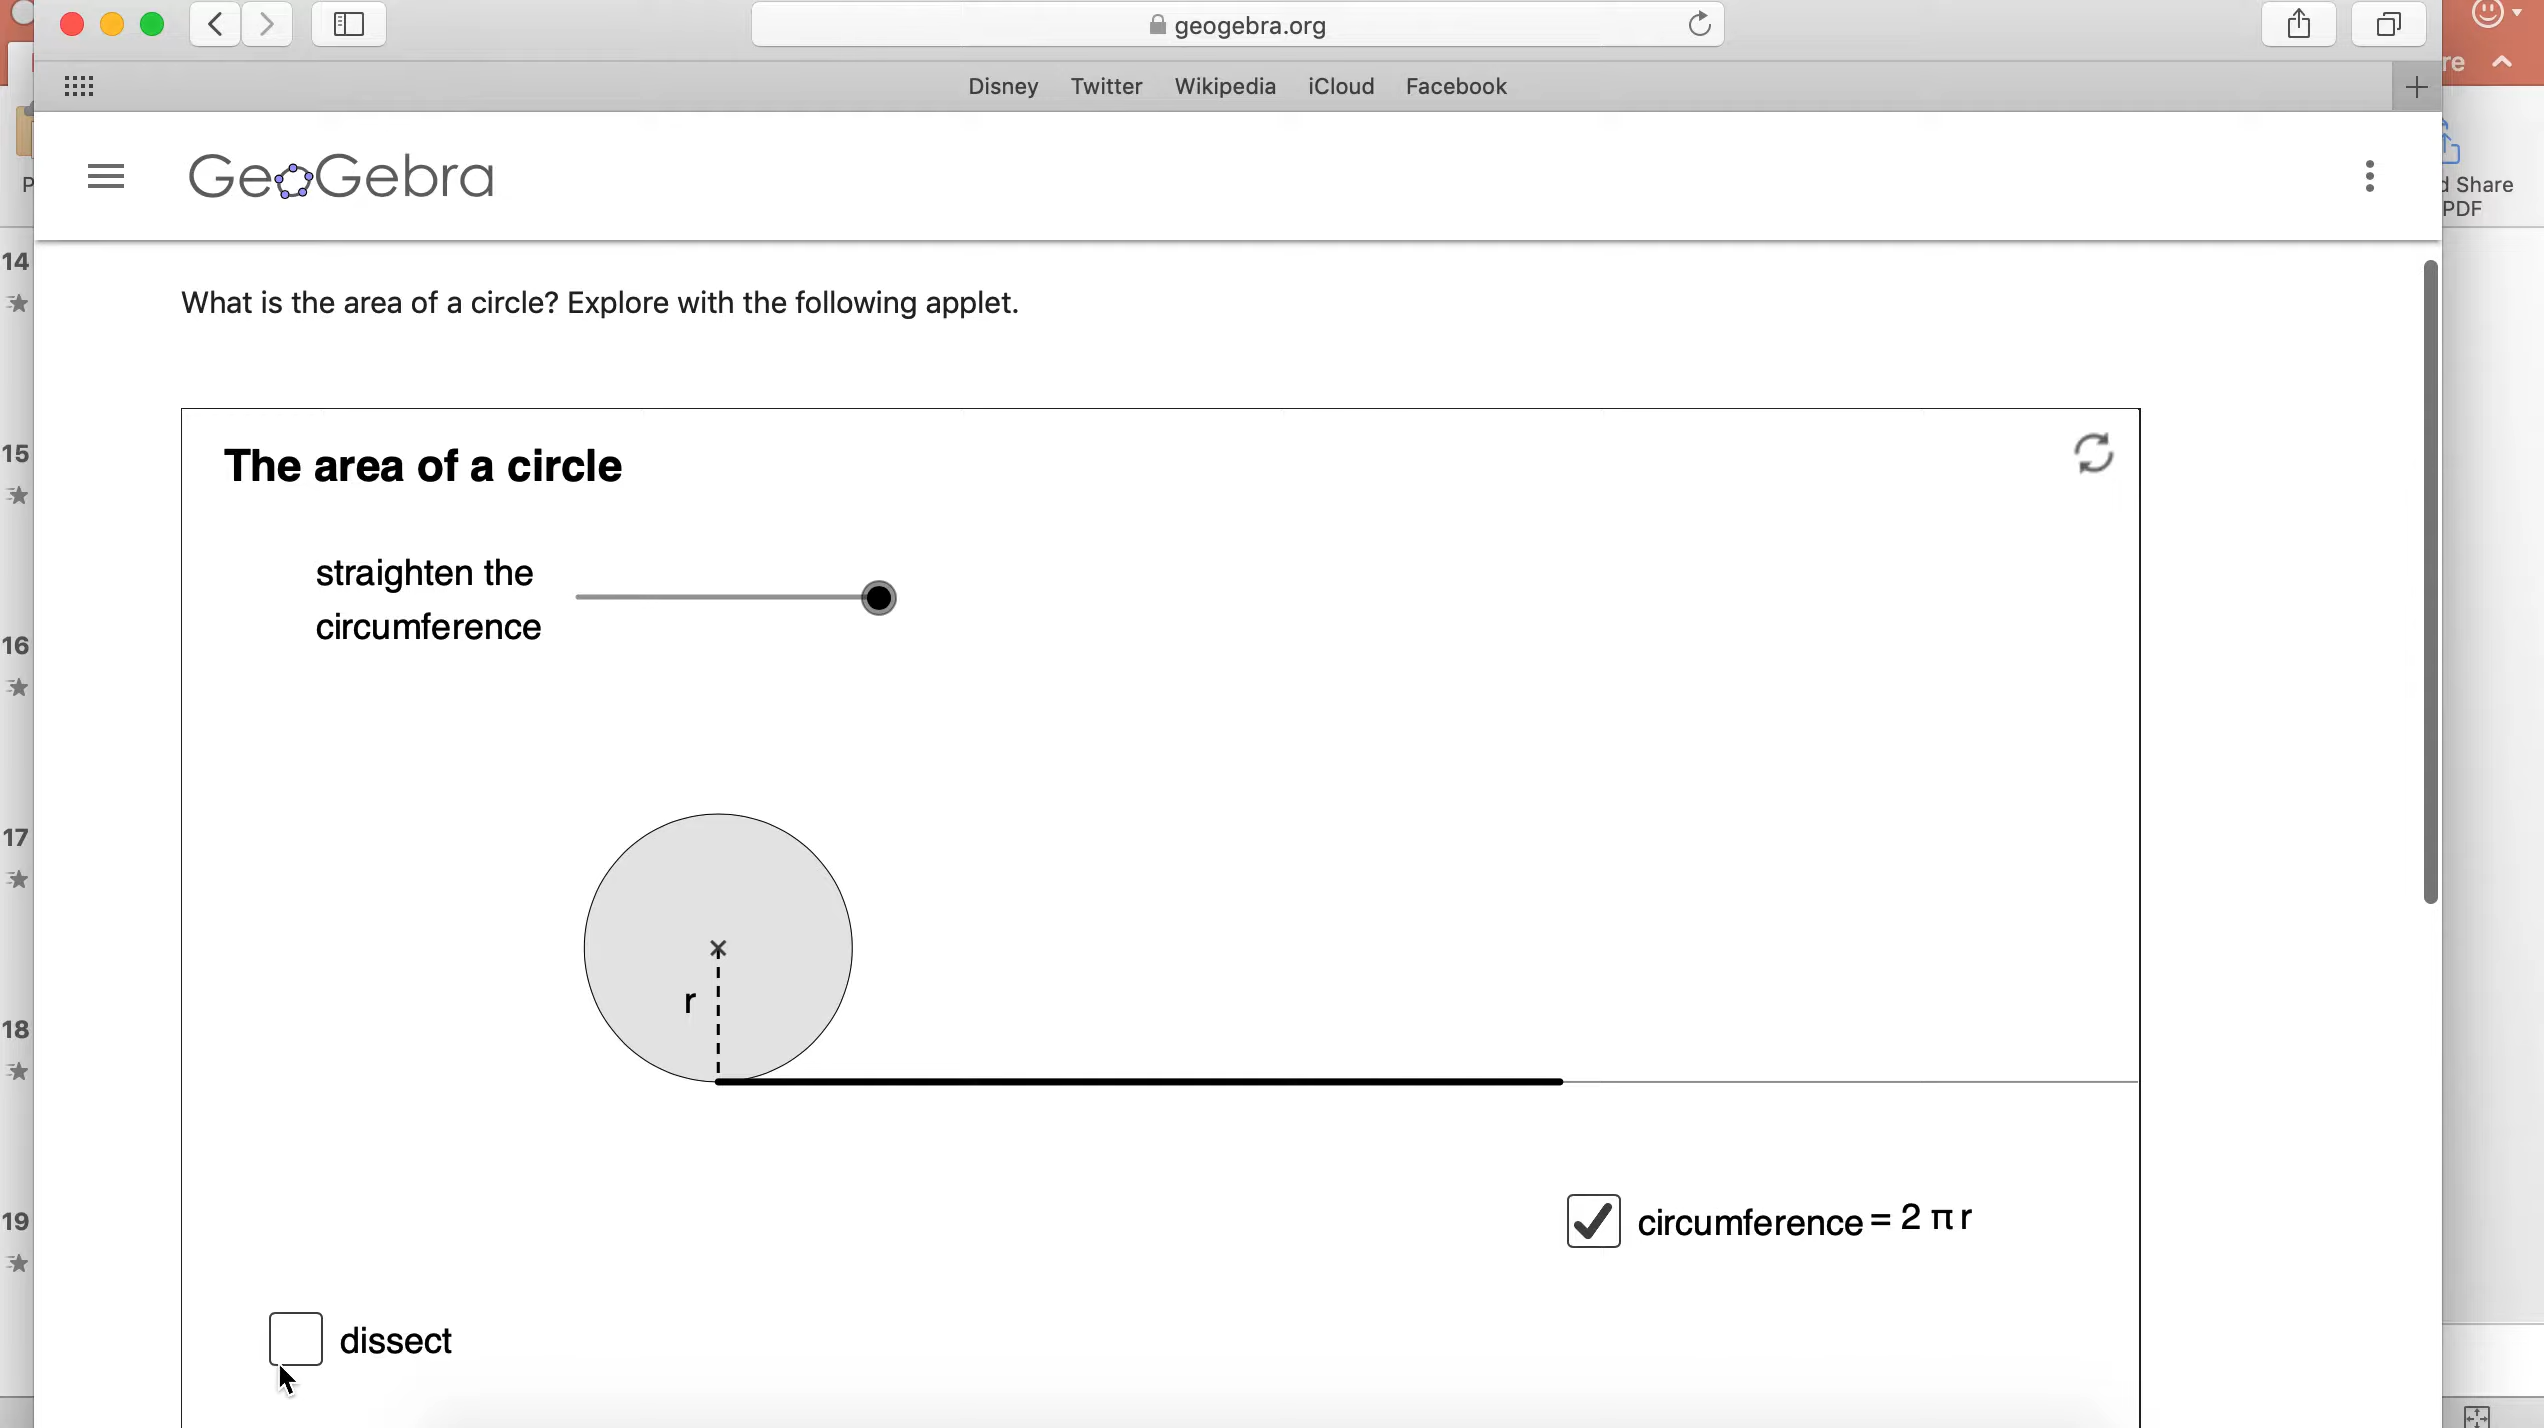 geogebra.org
Disney Twitter Wikipedia iCloud Facebook
re
GeoGebra
d Share
PDF
P
14
15
16
17
18
19
What is the area of a circle? Explore with the following applet.
The area of a circle
straighten the
circumference
r
circumference = 2 π r
dissect